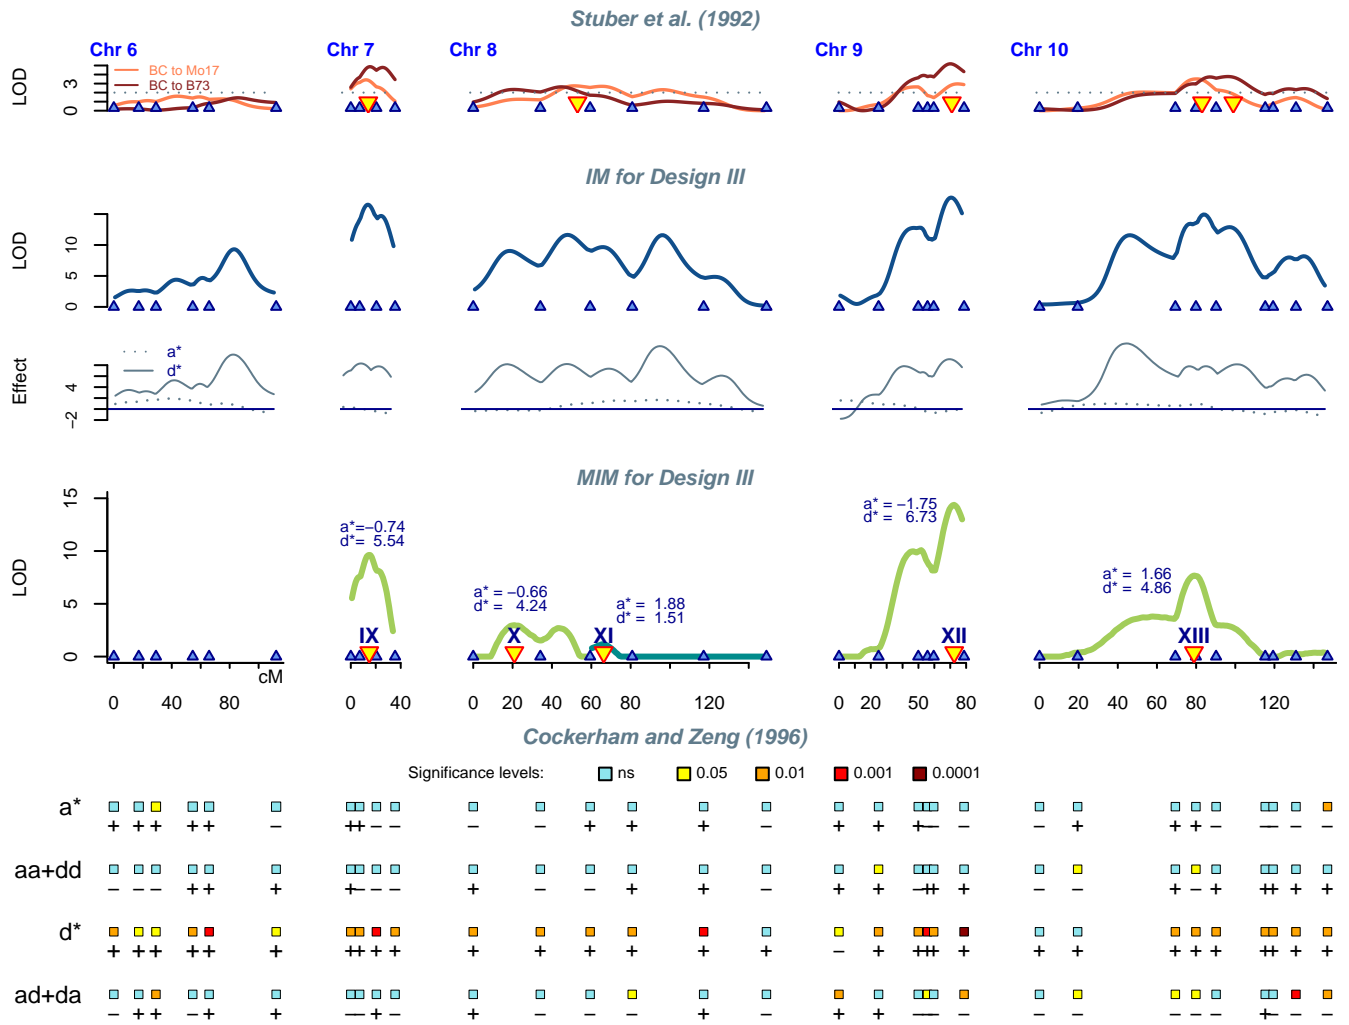 Stuber et al. (1992)
Chr 6 Chr 7 Chr 8 Chr 9 Chr 10
LOD
3
0
BC to Mo17
BC to B73
IM for Design III
LOD
10
5
0
Effect
4
−2
a*
d*
MIM for Design III
LOD
15
10
5
0
a*=−0.74
d*= 5.54
a* = −0.66
d* = 4.24
a* = 1.88
d* = 1.51
a* = −1.75
d* = 6.73
a* = 1.66
d* = 4.86
IX X XI XII XIII
cM
0 40 80 0 40 0 20 40 60 80 120 0 20 50 80 0 20 40 60 80 120
Cockerham and Zeng (1996)
Significance levels: ns 0.05 0.01 0.001 0.0001
a*
+ + + + + − + + − − − − + + + − + + + − − − − + + + − − − − −
aa+dd
− − − + + + + − − − + − − + + − + + − + + + − − + − + + + + +
d*
+ + + + + + + + + + + + + + + + − + + + + + + + + + + + + + +
ad+da
− + + − − − − − + − + − − − + − + − − − − − − − − − − + − − −